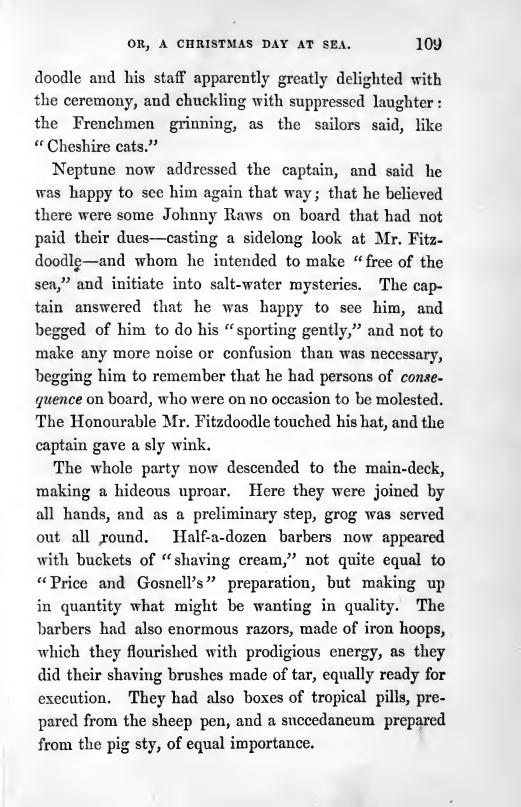 OR, A CHRISTMAS DAY AT SEA. 109
doodle and his staff apparently greatly delighted with
the ceremony, and chuckling with suppressed laughter :
the Frenchmen grinning, as the sailors said, like
“ Cheshire cats.”
Neptune now addressed the captain, and said he
was happy to see him again that way ; that he believed
there were some Johnny Raws on board that had not
paid their dues—casting a sidelong look at Mr. Fitz-
doodle—and whom he intended to make “ free of the
sea,” and initiate into salt-water mysteries. The cap-
tain answered that he was happy to see him, and
begged of him to do his “ sporting gently,” and not to
make any more noise or confusion than was necessary,
begging him to remember that he had persons of conse-
quence on board, who were on no occasion to be molested.
The Honourable Mr. Fitzdoodle touched his hat, and the
captain gave a sly wink.
The whole party now descended to the main-deck,
making a hideous uproar. Here they were joined by
all hands, and as a preliminary step, grog was served
out all round. Half-a-dozen barbers now appeared
with buckets of “ shaving cream,” not quite equal to
“ Price and Gosnell’s ” preparation, but making up
in quantity what might be wanting in quality. The
barbers had also enormous razors, made of iron hoops,
which they flourished with prodigious energy, as they
did their shaving brushes made of tar, equally ready for
execution. They had also boxes of tropical pills, pre-
pared from the sheep pen, and a succedaneum prepared
from the pig sty, of equal importance.